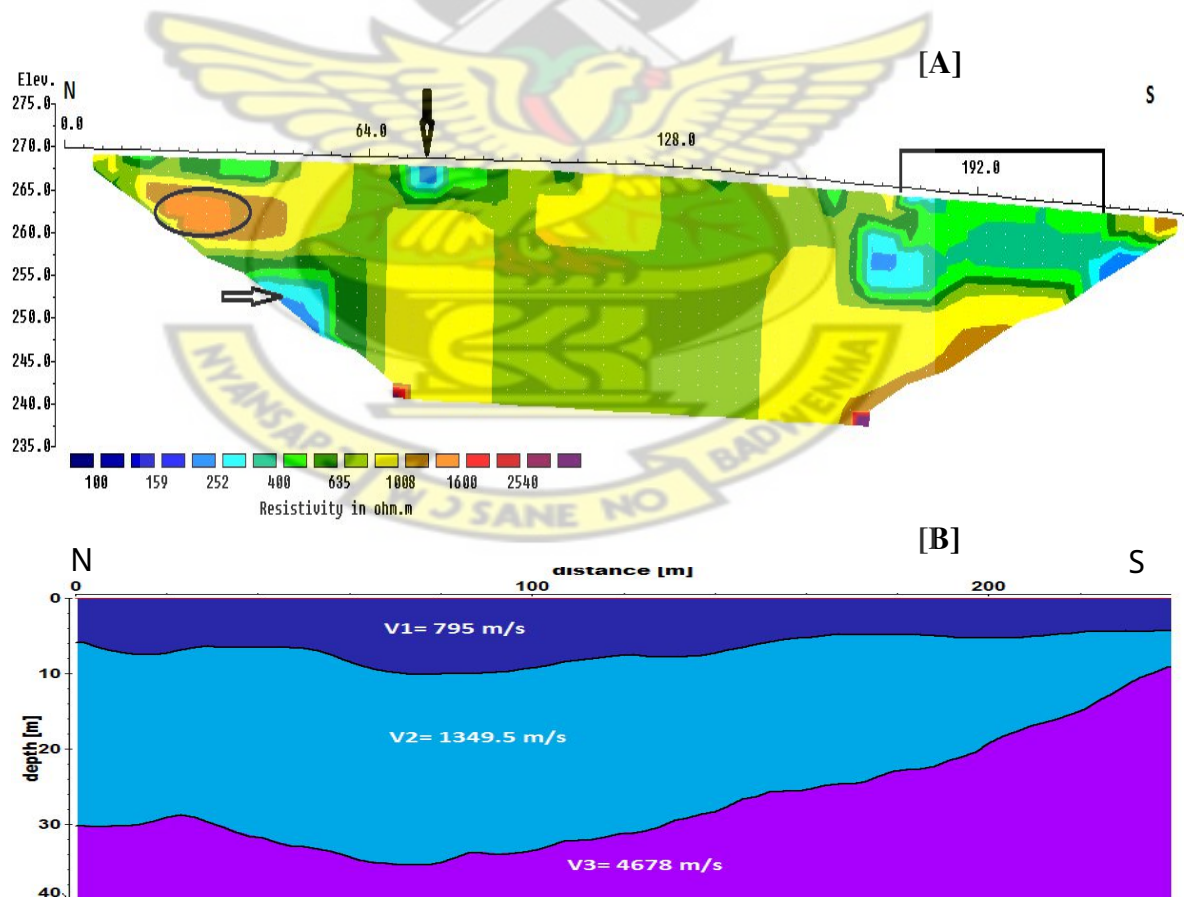 [A]
Elev.
N
S
275.0
0.0
64.0
128.0
192.0
270.0
265.0
260.0
255.0
250.0
245.0
240.0
235.0
NYANSAP
W Ɔ SANE NO
BADWENMA
100 159 252 400 635 1008 1600 2540
Resistivity in ohm.m
[B]
N
S
distance [m]
0 100 200
0
V1= 795 m/s
10
V2= 1349.5 m/s
20
depth [m]
30
V3= 4678 m/s
40